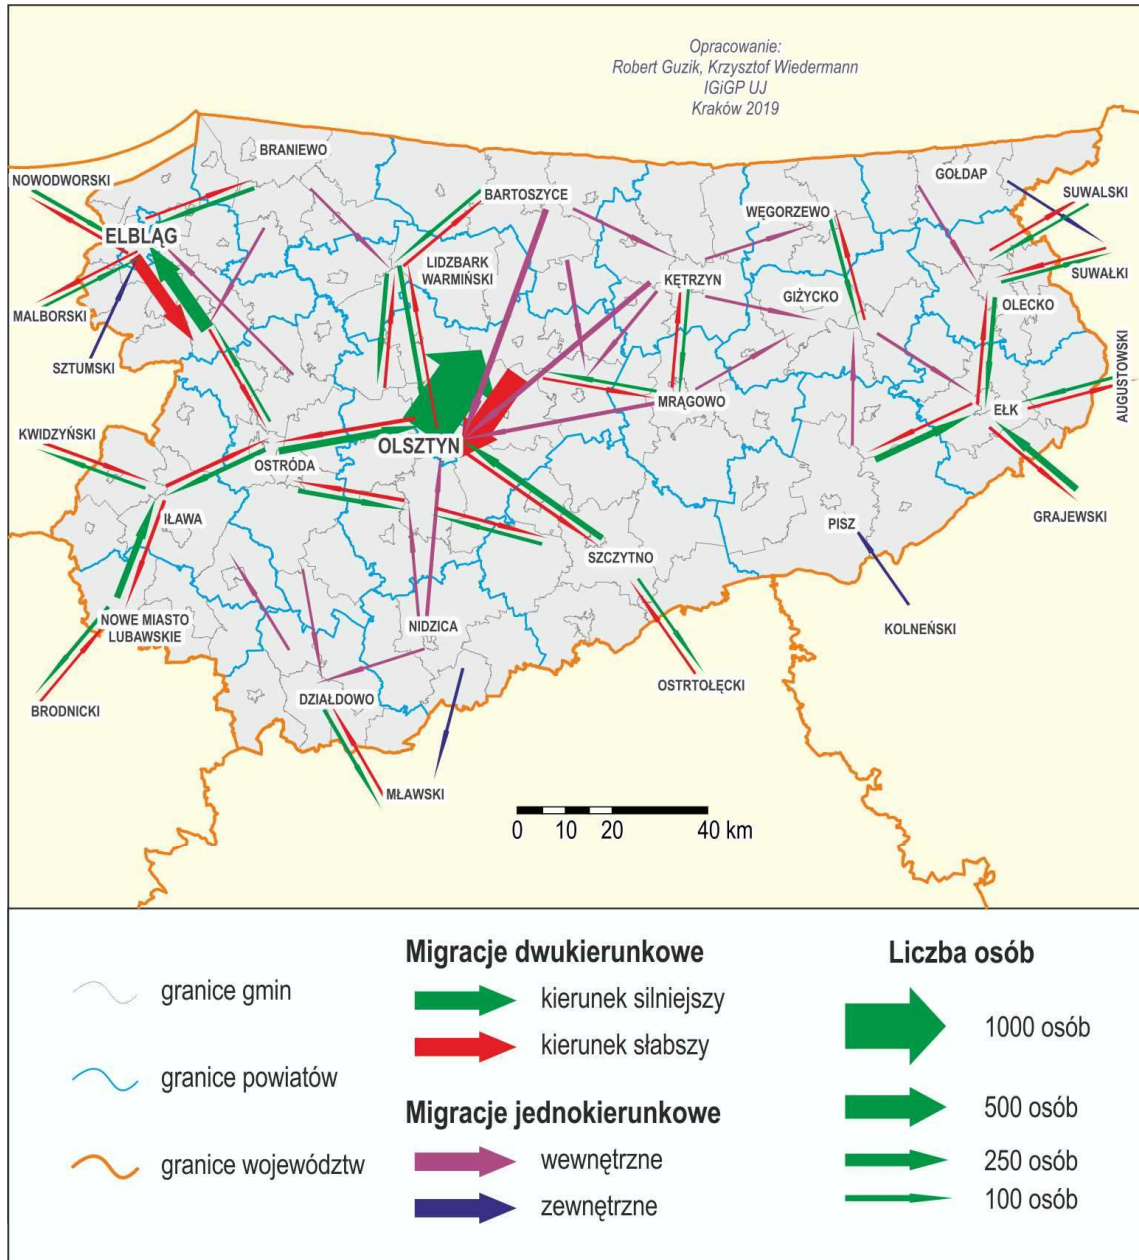 Opracowanie:
Robert Guzik, Krzysztof Wiedermann
IGiGP UJ
Kraków 2019
BRANIEWO
NOWODWORSKI
BARTOSZYCE
GOŁDAP
SUWALSKI
WĘGORZEWO
ELBLĄG
LIDZBARK
WARMIŃSKI
KĘTRZYN
SUWAŁKI
GIŻYCKO
OLECKO
MALBORSKI
SZTUMSKI
AUGUSTOWSKI
MRĄGOWO
EŁK
KWIDZYŃSKI
OLSZTYN
OSTRÓDA
IŁAWA
GRAJEWSKI
PISZ
SZCZYTNO
NOWE MIASTO
LUBAWSKIE
NIDZICA
KOLNEŃSKI
OSTRTOŁĘCKI
BRODNICKI
DZIAŁDOWO
MŁAWSKI
0 10 20 40 km
granice gmin
granice powiatów
granice województw
Migracje dwukierunkowe
kierunek silniejszy
kierunek słabszy
Migracje jednokierunkowe
wewnętrzne
zewnętrzne
Liczba osób
1000 osób
500 osób
250 osób
100 osób